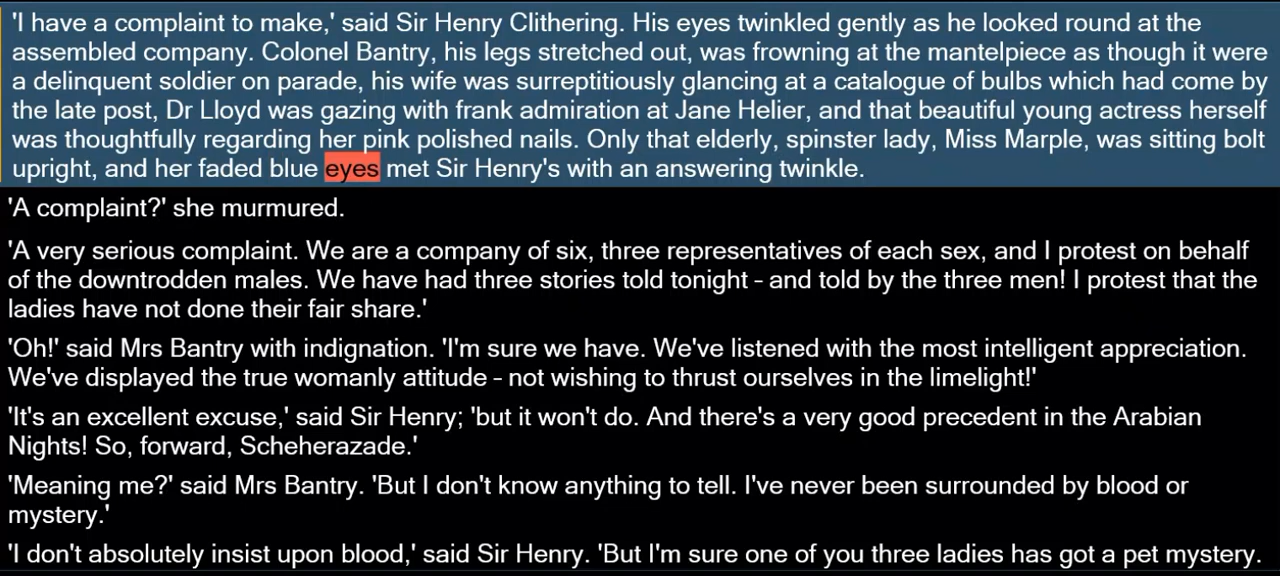 'I have a complaint to make,' said Sir Henry Clithering. His eyes twinkled gently as he looked round at the
assembled company. Colonel Bantry, his legs stretched out, was frowning at the mantelpiece as though it were
a delinquent soldier on parade, his wife was surreptitiously glancing at a catalogue of bulbs which had come by
the late post, Dr Lloyd was gazing with frank admiration at Jane Helier, and that beautiful young actress herself
was thoughtfully regarding her pink polished nails. Only that elderly, spinster lady, Miss Marple, was sitting bolt
upright, and her faded blue eyes met Sir Henry's with an answering twinkle.
'A complaint?' she murmured.
'A very serious complaint. We are a company of six, three representatives of each sex, and I protest on behalf
of the downtrodden males. We have had three stories told tonight - and told by the three men! I protest that the
ladies have not done their fair share.'
'Oh!' said Mrs Bantry with indignation. 'I'm sure we have. We've listened with the most intelligent appreciation.
We've displayed the true womanly attitude - not wishing to thrust ourselves in the limelight!'
'It's an excellent excuse,' said Sir Henry; 'but it won't do. And there's a very good precedent in the Arabian
Nights! So, forward, Scheherazade.'
'Meaning me?' said Mrs Bantry. 'But I don't know anything to tell. I've never been surrounded by blood or
mystery.'
'I don't absolutely insist upon blood,' said Sir Henry. 'But I'm sure one of you three ladies has got a pet mystery.